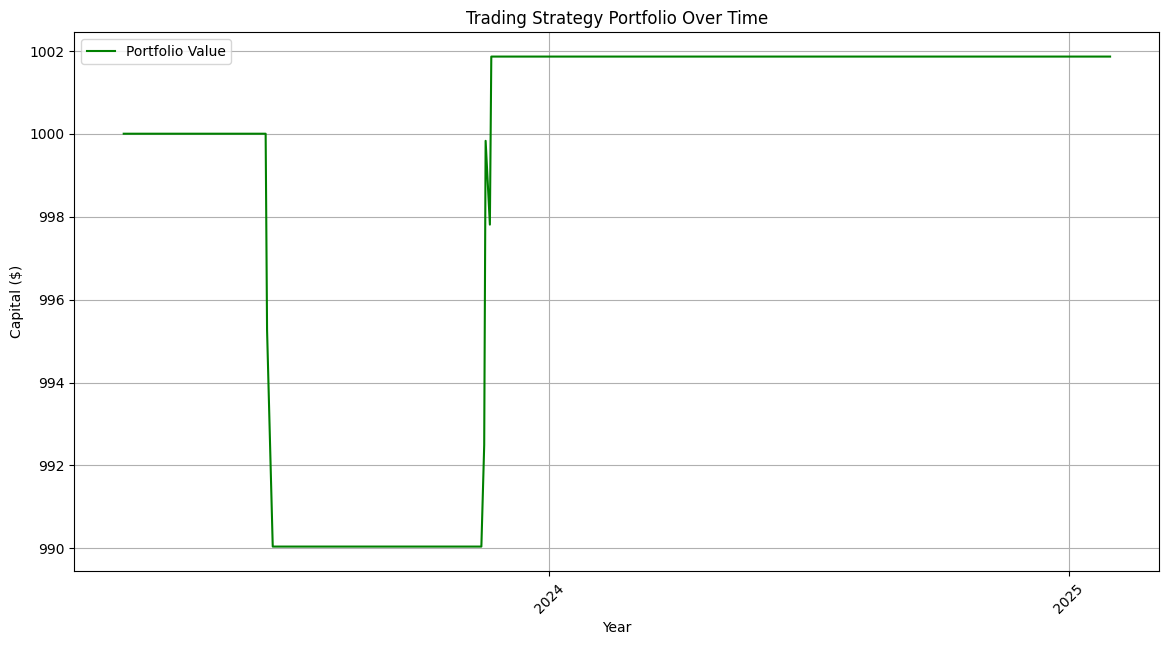 Trading Strategy Portfolio Over Time
Portfolio Value
1002
1000
998
996
994
992
990
Capital ($)
2024
2025
Year